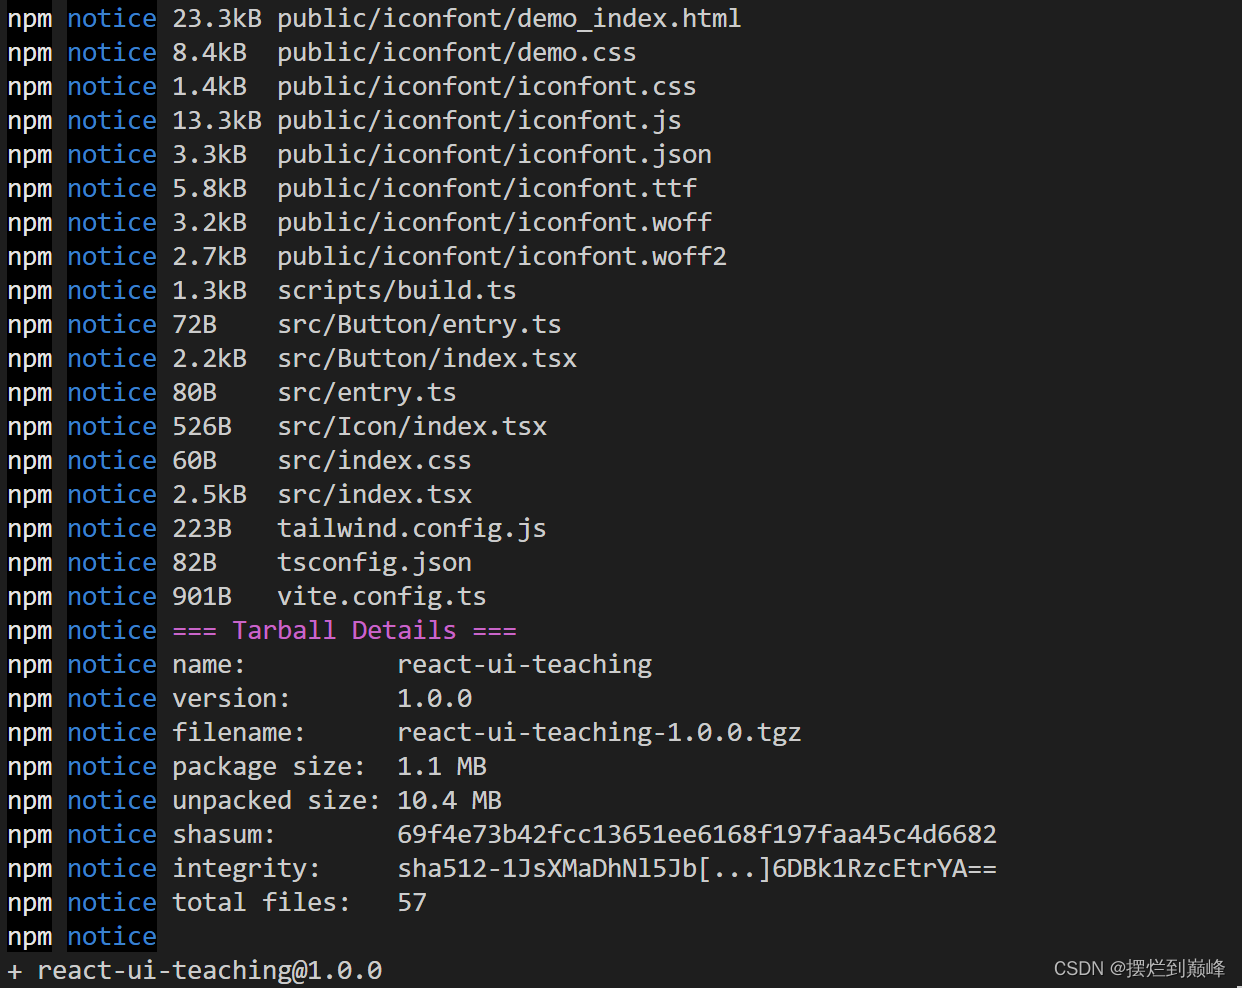 npm notice 23.3kB public/iconfont/demo_index.html
npm notice 8.4kB public/iconfont/demo.css
npm notice 1.4kB public/iconfont/iconfont.css
npm notice 13.3kB public/iconfont/iconfont.js
npm notice 3.3kB public/iconfont/iconfont.json
npm notice 5.8kB public/iconfont/iconfont.ttf
npm notice 3.2kB public/iconfont/iconfont.woff
npm notice 2.7kB public/iconfont/iconfont.woff2
npm notice 1.3kB scripts/build.ts
npm notice 72B src/Button/entry.ts
npm notice 2.2kB src/Button/index.tsx
npm notice 80B src/entry.ts
npm notice 526B src/Icon/index.tsx
npm notice 60B src/index.css
npm notice 2.5kB src/index.tsx
npm notice 223B tailwind.config.js
npm notice 82B tsconfig.json
npm notice 901B vite.config.ts
npm notice === Tarball Details ===
npm notice name: react-ui-teaching
npm notice version: 1.0.0
npm notice filename: react-ui-teaching-1.0.0.tgz
npm notice package size: 1.1 MB
npm notice unpacked size: 10.4 MB
npm notice shasum: 69f4e73b42fcc13651ee6168f197faa45c4d6682
npm notice integrity: sha512-1JsXMaDhNl5Jb[...]6DBk1RzcEtrYA==
npm notice total files: 57
npm notice
+ react-ui-teaching@1.0.0
CSDN @摆烂到巅峰